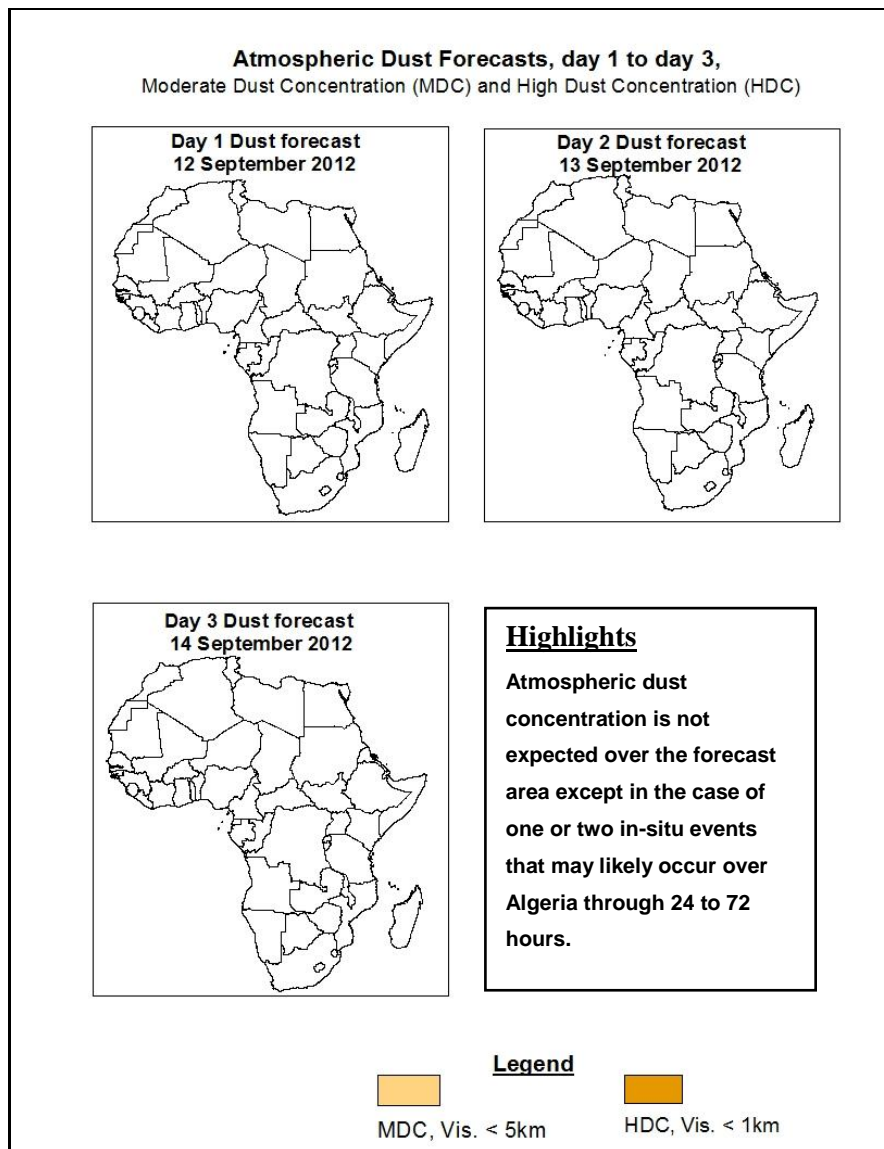 Atmospheric Dust Forecasts, day 1 to day 3,
Moderate Dust Concentration (MDC) and High Dust Concentration (HDC)
Day 1 Dust forecast
12 September 2012
Day 2 Dust forecast
13 September 2012
Day 3 Dust forecast
14 September 2012
Highlights
Atmospheric dust
concentration is not
expected over the forecast
area except in the case of
one or two in-situ events
that may likely occur over
Algeria through 24 to 72
hours.
Legend
MDC, Vis. < 5km
HDC, Vis. < 1km